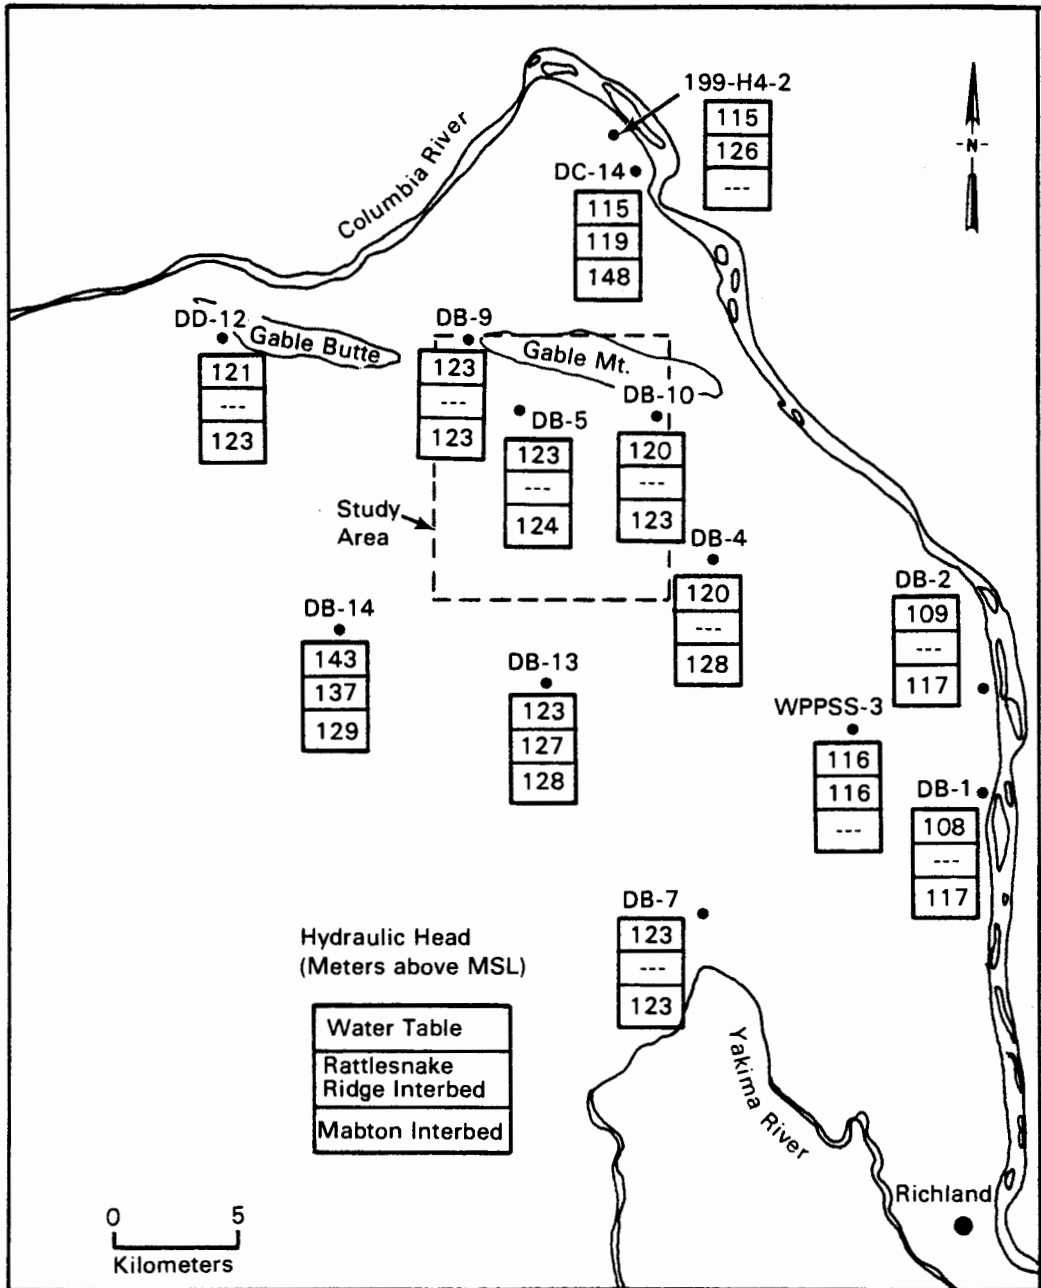 199-H4-2
115
126
---
-N-
Columbia River
DC-14
115
119
148
DD-12
121
---
123
Gable Butte
DB-9
123
---
123
Gable Mt.
DB-5
123
---
124
DB-10
120
---
123
Study
Area
DB-4
120
---
128
DB-2
109
---
117
DB-14
143
137
129
DB-13
123
127
128
WPPSS-3
116
116
---
DB-1
108
---
117
DB-7
123
---
123
Hydraulic Head
(Meters above MSL)
Water Table
Rattlesnake
Ridge Interbed
Mabton Interbed
Yakima River
Richland
0 5
Kilometers